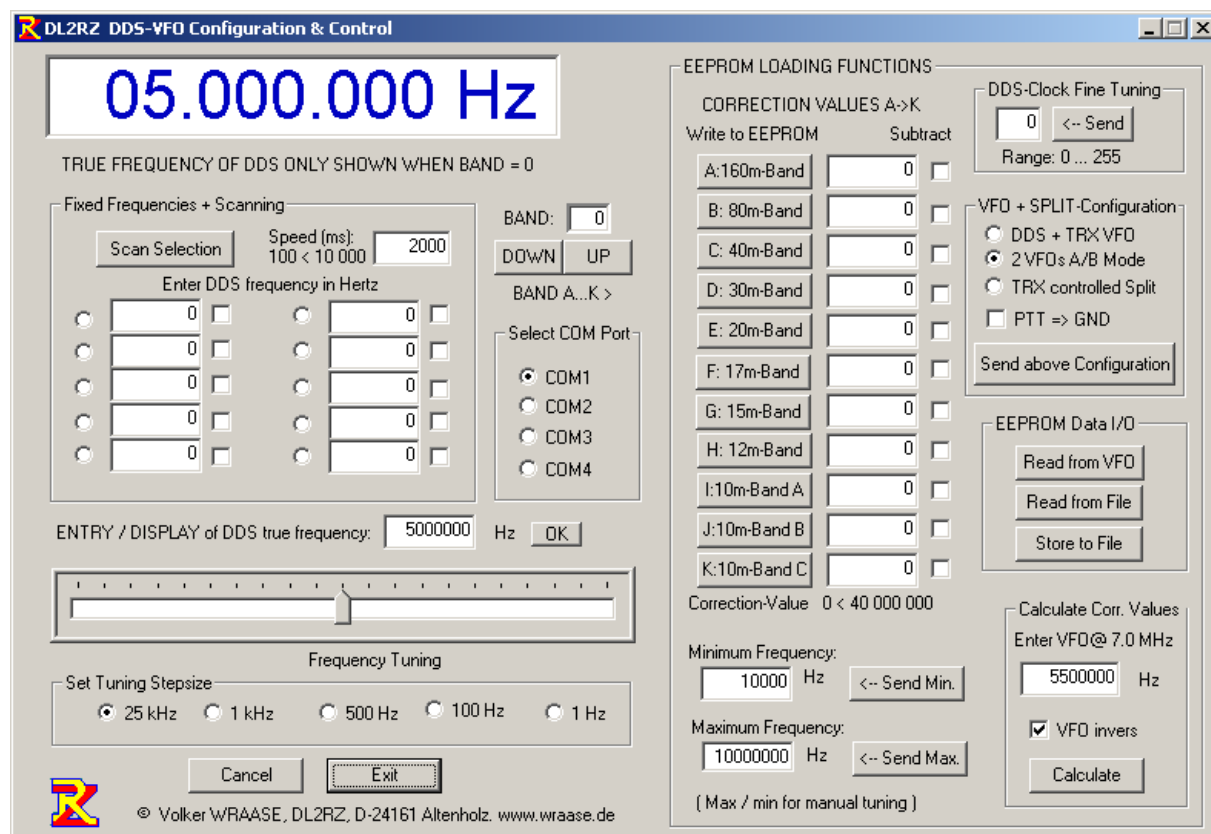 DL2RZ DDS-VFO Configuration & Control
05.000.000 Hz
TRUE FREQUENCY OF DDS ONLY SHOWN WHEN BAND = 0
Fixed Frequencies + Scanning
Scan Selection
Speed (ms):
100 < 10 000
2000
Enter DDS frequency in Hertz
0 0
0 0
0 0
0 0
0 0
BAND: 0
DOWN UP
BAND A...K >
Select COM Port
COM1
COM2
COM3
COM4
ENTRY / DISPLAY of DDS true frequency: 5000000 Hz OK
Frequency Tuning
Set Tuning Stepsize
25 kHz 1 kHz 500 Hz 100 Hz 1 Hz
Cancel Exit
© Volker WRAASE, DL2RZ, D-24161 Altenholz. www.wraase.de
EEPROM LOADING FUNCTIONS
CORRECTION VALUES A->K
Write to EEPROM Subtract
A:160m-Band 0
B: 80m-Band 0
C: 40m-Band 0
D: 30m-Band 0
E: 20m-Band 0
F: 17m-Band 0
G: 15m-Band 0
H: 12m-Band 0
I:10m-Band A 0
J:10m-Band B 0
K:10m-Band C 0
Correction-Value 0 < 40 000 000
Minimum Frequency:
10000 Hz <-- Send Min.
Maximum Frequency:
10000000 Hz <-- Send Max.
( Max / min for manual tuning )
DDS-Clock Fine Tuning
0 <-- Send
Range: 0 ... 255
VFO + SPLIT-Configuration
DDS + TRX VFO
2 VFOs A/B Mode
TRX controlled Split
PTT => GND
Send above Configuration
EEPROM Data I/O
Read from VFO
Read from File
Store to File
Calculate Corr. Values
Enter VFO@ 7.0 MHz
5500000 Hz
VFO invers
Calculate